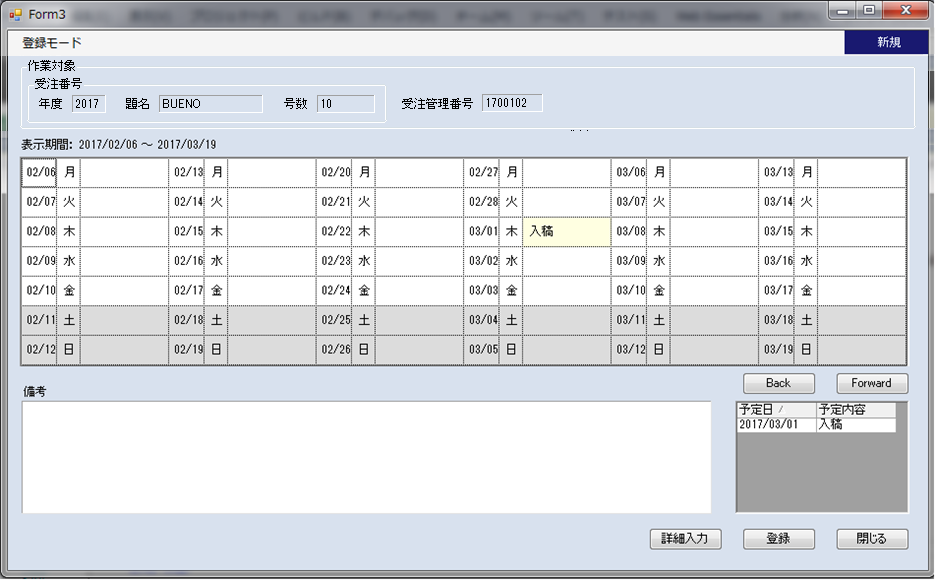 Form3
登録モード 新規
作業対象
受注番号
年度 2017 題名 BUENO 号数 10 受注管理番号 1700102
表示期間: 2017/02/06 ～ 2017/03/19
02/06 月 02/13 月 02/20 月 02/27 月 03/06 月 03/13 月
02/07 火 02/14 火 02/21 火 02/28 火 03/07 火 03/14 火
02/08 木 02/15 木 02/22 木 03/01 木 入稿 03/08 木 03/15 木
02/09 水 02/16 水 02/23 水 03/02 水 03/09 水 03/16 水
02/10 金 02/17 金 02/24 金 03/03 金 03/10 金 03/17 金
02/11 土 02/18 土 02/25 土 03/04 土 03/11 土 03/18 土
02/12 日 02/19 日 02/26 日 03/05 日 03/12 日 03/19 日
Back Forward
備考
予定日 予定内容
2017/03/01 入稿
詳細入力 登録 閉じる